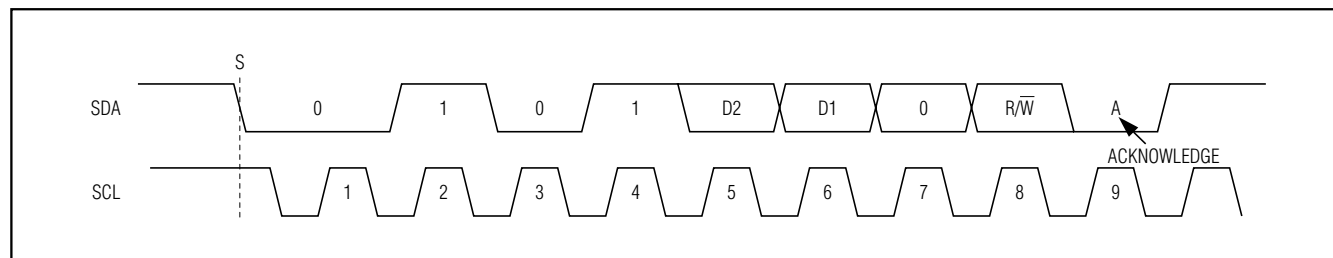 S
SDA 0 1 0 1 D2 D1 0 R/W̅ A
ACKNOWLEDGE
SCL 1 2 3 4 5 6 7 8 9